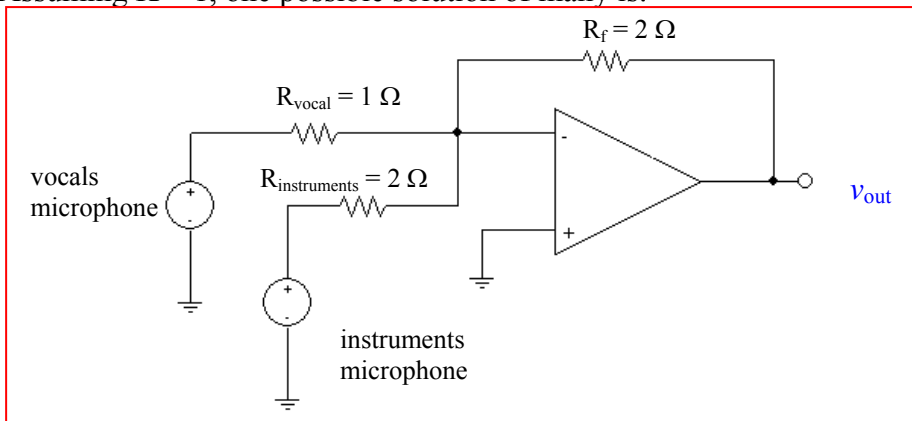 R_f = 2 Ω
R_vocal = 1 Ω
vocals
microphone
R_instruments = 2 Ω
+
-
+
-
-
+
v_out
instruments
microphone